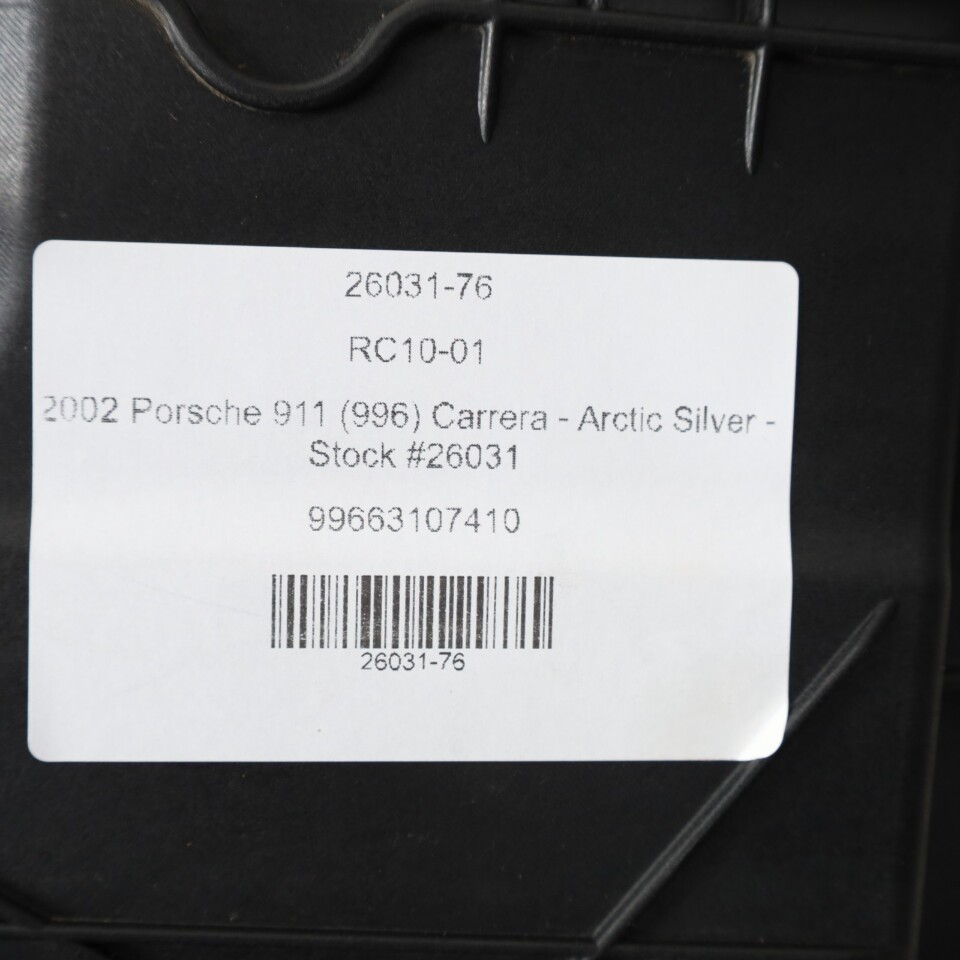 26031-76
RC10-01
2002 Porsche 911 (996) Carrera - Arctic Silver -
Stock #26031
99663107410
26031-76